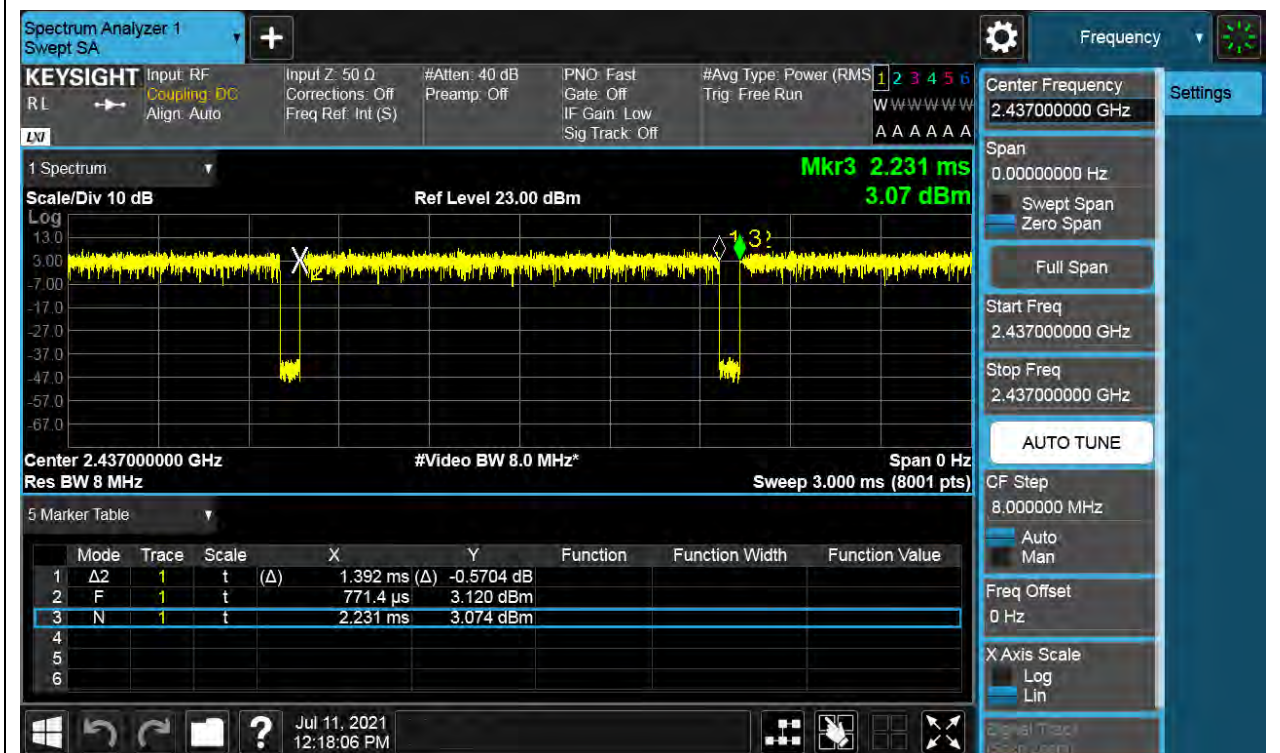 Spectrum Analyzer 1
Swept SA
Frequency
KEYSIGHT
RL
LXI
Input: RF
Coupling: DC
Align: Auto
Input Z: 50 Ω
Corrections: Off
Freq Ref: Int (S)
#Atten: 40 dB
Preamp: Off
PNO: Fast
Gate: Off
IF Gain: Low
Sig Track: Off
#Avg Type: Power (RMS
Trig: Free Run
1 2 3 4 5 6
W W W W W W
A A A A A A
Center Frequency
2.437000000 GHz
Settings
1 Spectrum
Mkr3 2.231 ms
3.07 dBm
Scale/Div 10 dB
Ref Level 23.00 dBm
Log
13.0
3.00
-7.00
-17.0
-27.0
-37.0
-47.0
-57.0
-67.0
X
2
1 3
Center 2.437000000 GHz
#Video BW 8.0 MHz*
Span 0 Hz
Res BW 8 MHz
Sweep 3.000 ms (8001 pts)
Span
0.00000000 Hz
Swept Span
Zero Span
Full Span
Start Freq
2.437000000 GHz
Stop Freq
2.437000000 GHz
AUTO TUNE
CF Step
8.000000 MHz
Auto
Man
Freq Offset
0 Hz
X Axis Scale
Log
Lin
Signal Track
5 Marker Table
Mode Trace Scale X Y Function Function Width Function Value
1 Δ2 1 t (Δ) 1.392 ms (Δ) -0.5704 dB
2 F 1 t 771.4 µs 3.120 dBm
3 N 1 t 2.231 ms 3.074 dBm
4
5
6
?
Jul 11, 2021
12:18:06 PM